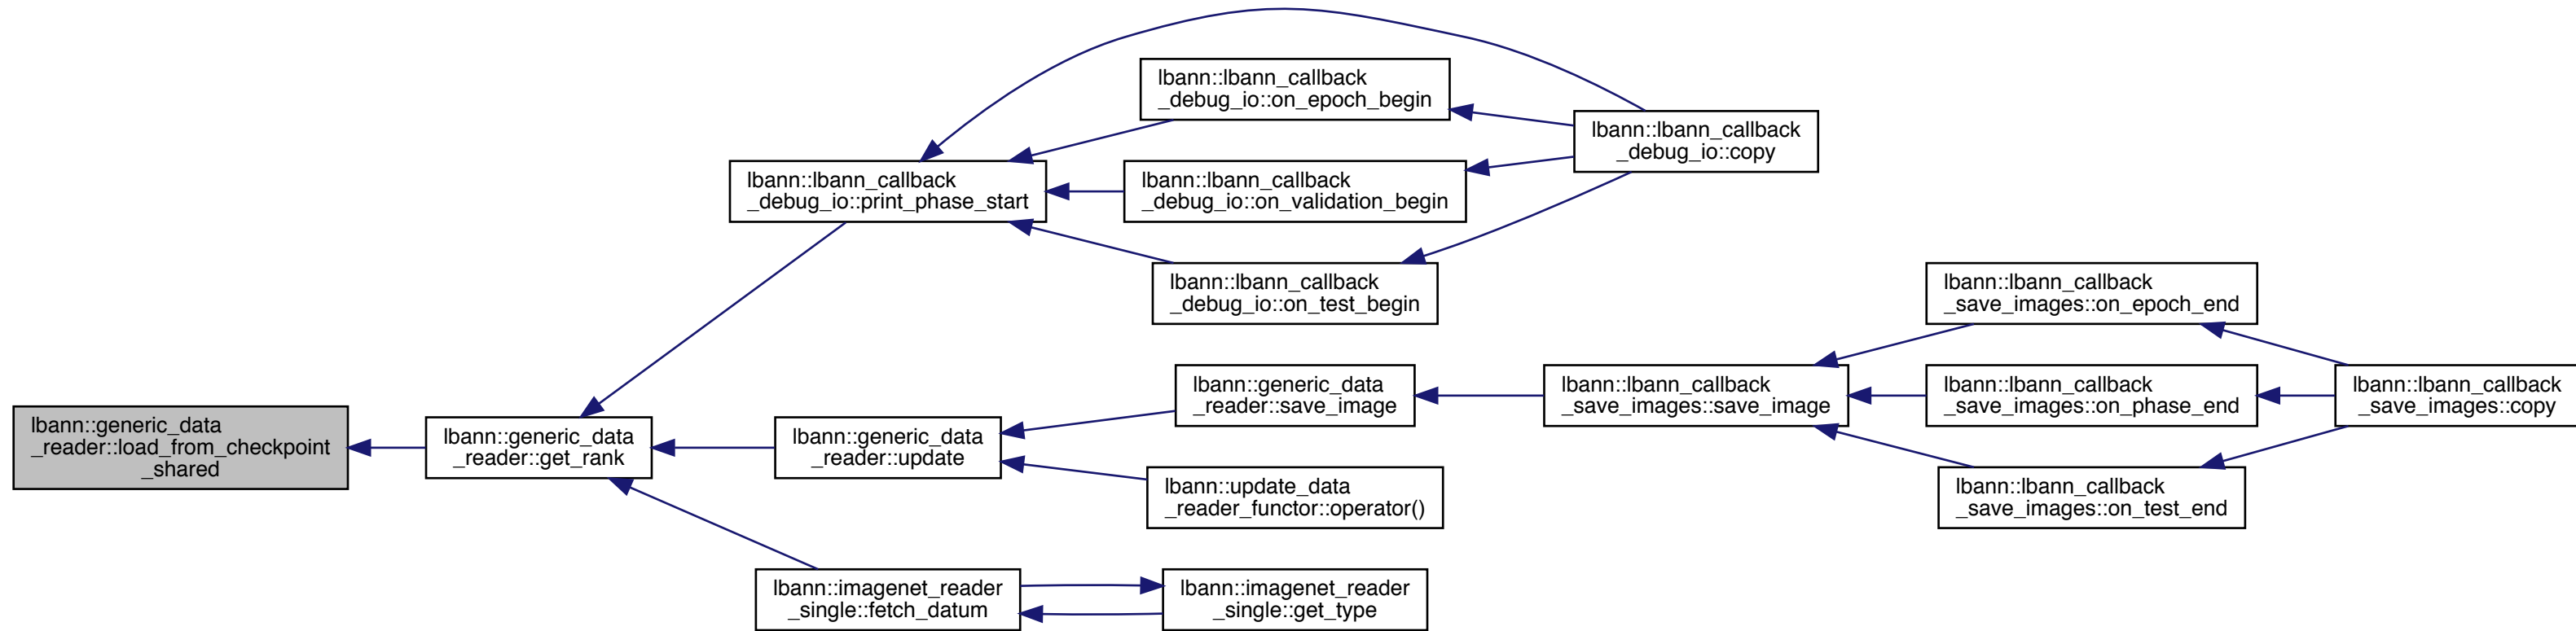 lbann::lbann_callback
_debug_io::on_epoch_begin
lbann::lbann_callback
_debug_io::copy
lbann::lbann_callback
_debug_io::print_phase_start
lbann::lbann_callback
_debug_io::on_validation_begin
lbann::lbann_callback
_debug_io::on_test_begin
lbann::lbann_callback
_save_images::on_epoch_end
lbann::generic_data
_reader::load_from_checkpoint
_shared
lbann::generic_data
_reader::get_rank
lbann::generic_data
_reader::update
lbann::generic_data
_reader::save_image
lbann::lbann_callback
_save_images::save_image
lbann::lbann_callback
_save_images::on_phase_end
lbann::lbann_callback
_save_images::copy
lbann::update_data
_reader_functor::operator()
lbann::lbann_callback
_save_images::on_test_end
lbann::imagenet_reader
_single::fetch_datum
lbann::imagenet_reader
_single::get_type